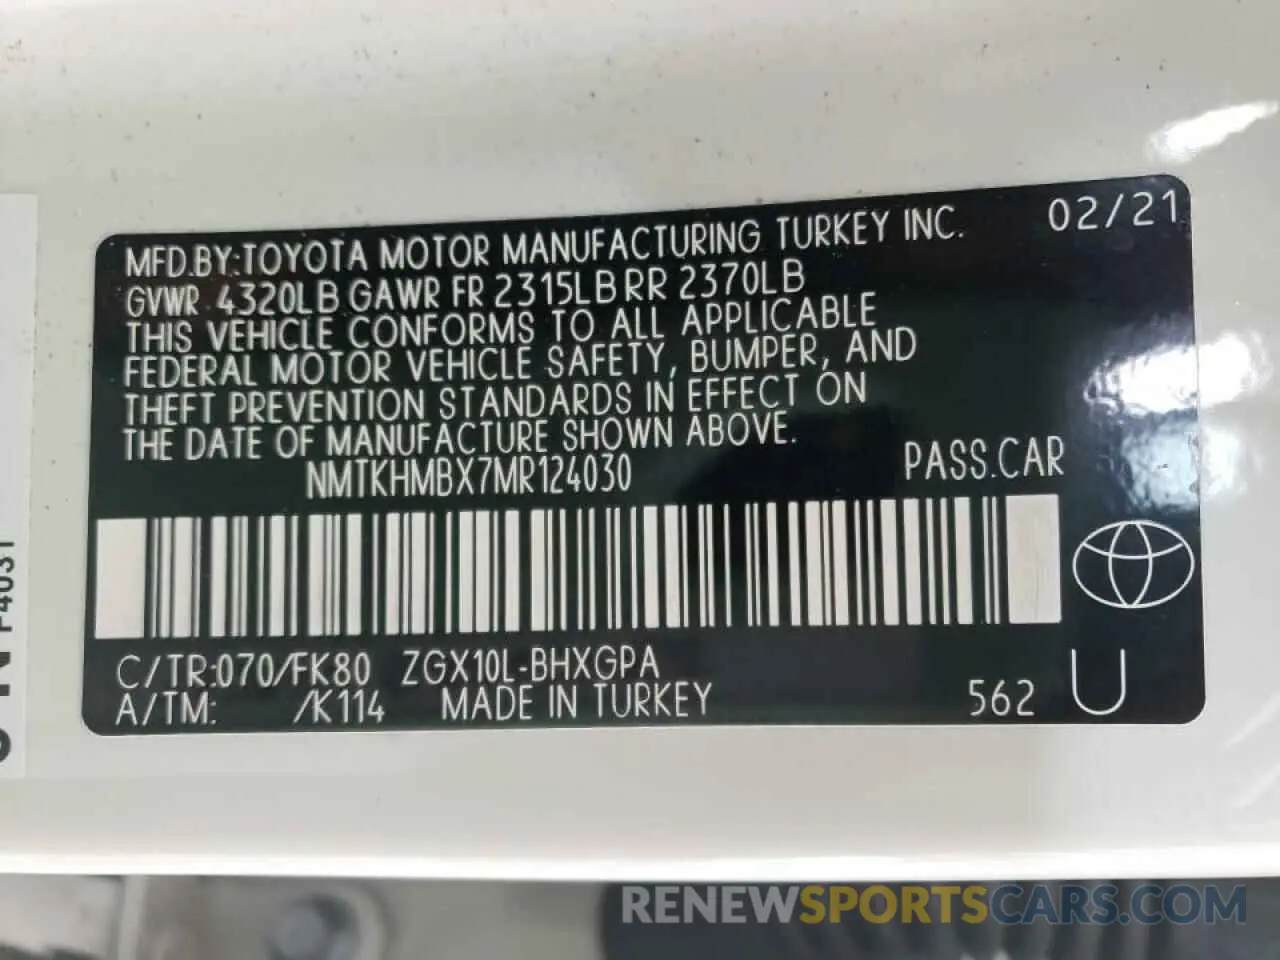 MFD.BY:TOYOTA MOTOR MANUFACTURING TURKEY INC. 02/21
GVWR 4320LB GAWR FR 2315LB RR 2370LB
THIS VEHICLE CONFORMS TO ALL APPLICABLE
FEDERAL MOTOR VEHICLE SAFETY, BUMPER, AND
THEFT PREVENTION STANDARDS IN EFFECT ON
THE DATE OF MANUFACTURE SHOWN ABOVE.
NMTKHMBX7MR124030 PASS.CAR
C/TR:070/FK80 ZGX10L-BHXGPA
A/TM: /K114 MADE IN TURKEY 562 U
RENEWSPORTSCARS.COM